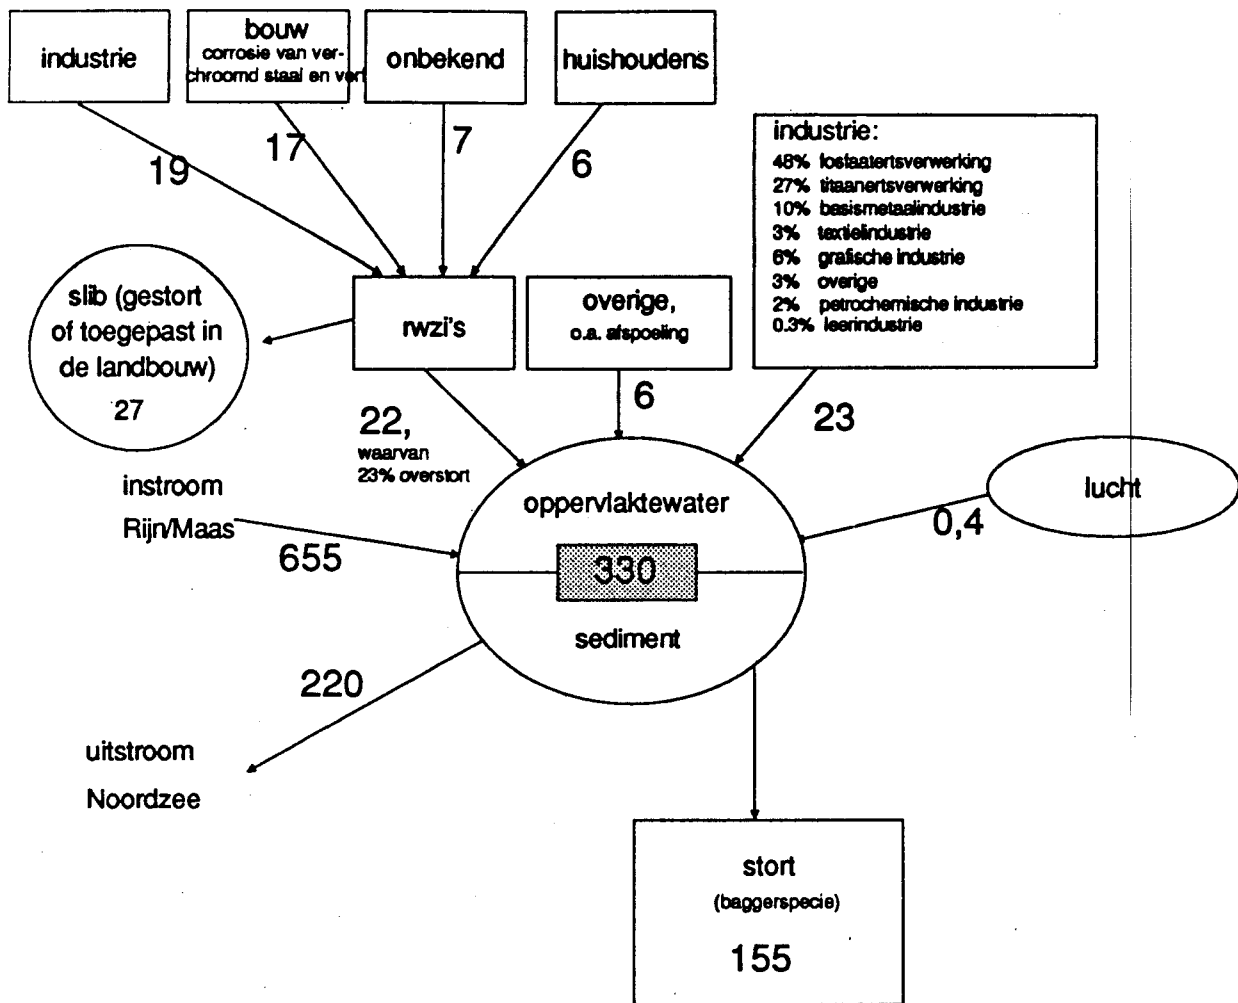 industrie
bouw
corrosie van ver-
chroomd staal en verf
onbekend
huishoudens
19
17
7
6
industrie:
48% fosfaatertsverwerking
27% titaanertsverwerking
10% basismetaalindustrie
3% textielindustrie
6% grafische industrie
3% overige
2% petrochemische industrie
0.3% leerindustrie
slib (gestort
of toegepast in
de landbouw)
27
rwzi's
overige,
o.a. afspoeling
22,
waarvan
23% overstort
6
23
instroom
Rijn/Maas
655
oppervlaktewater
330
sediment
lucht
0,4
220
uitstroom
Noordzee
stort
(baggerspecie)
155